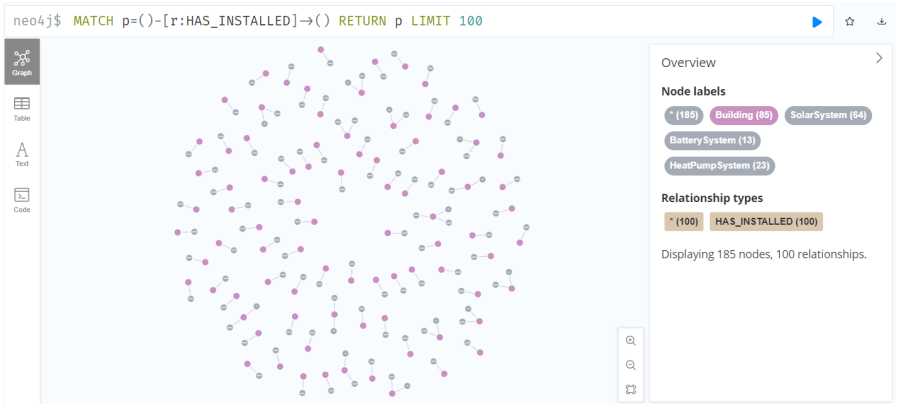 neo4j$ MATCH p=()-[r:HAS_INSTALLED]→() RETURN p LIMIT 100
Graph
Table
Text
Code
Overview
Node labels
* (185) Building (85) SolarSystem (64)
BatterySystem (13)
HeatPumpSystem (23)
Relationship types
* (100) HAS_INSTALLED (100)
Displaying 185 nodes, 100 relationships.